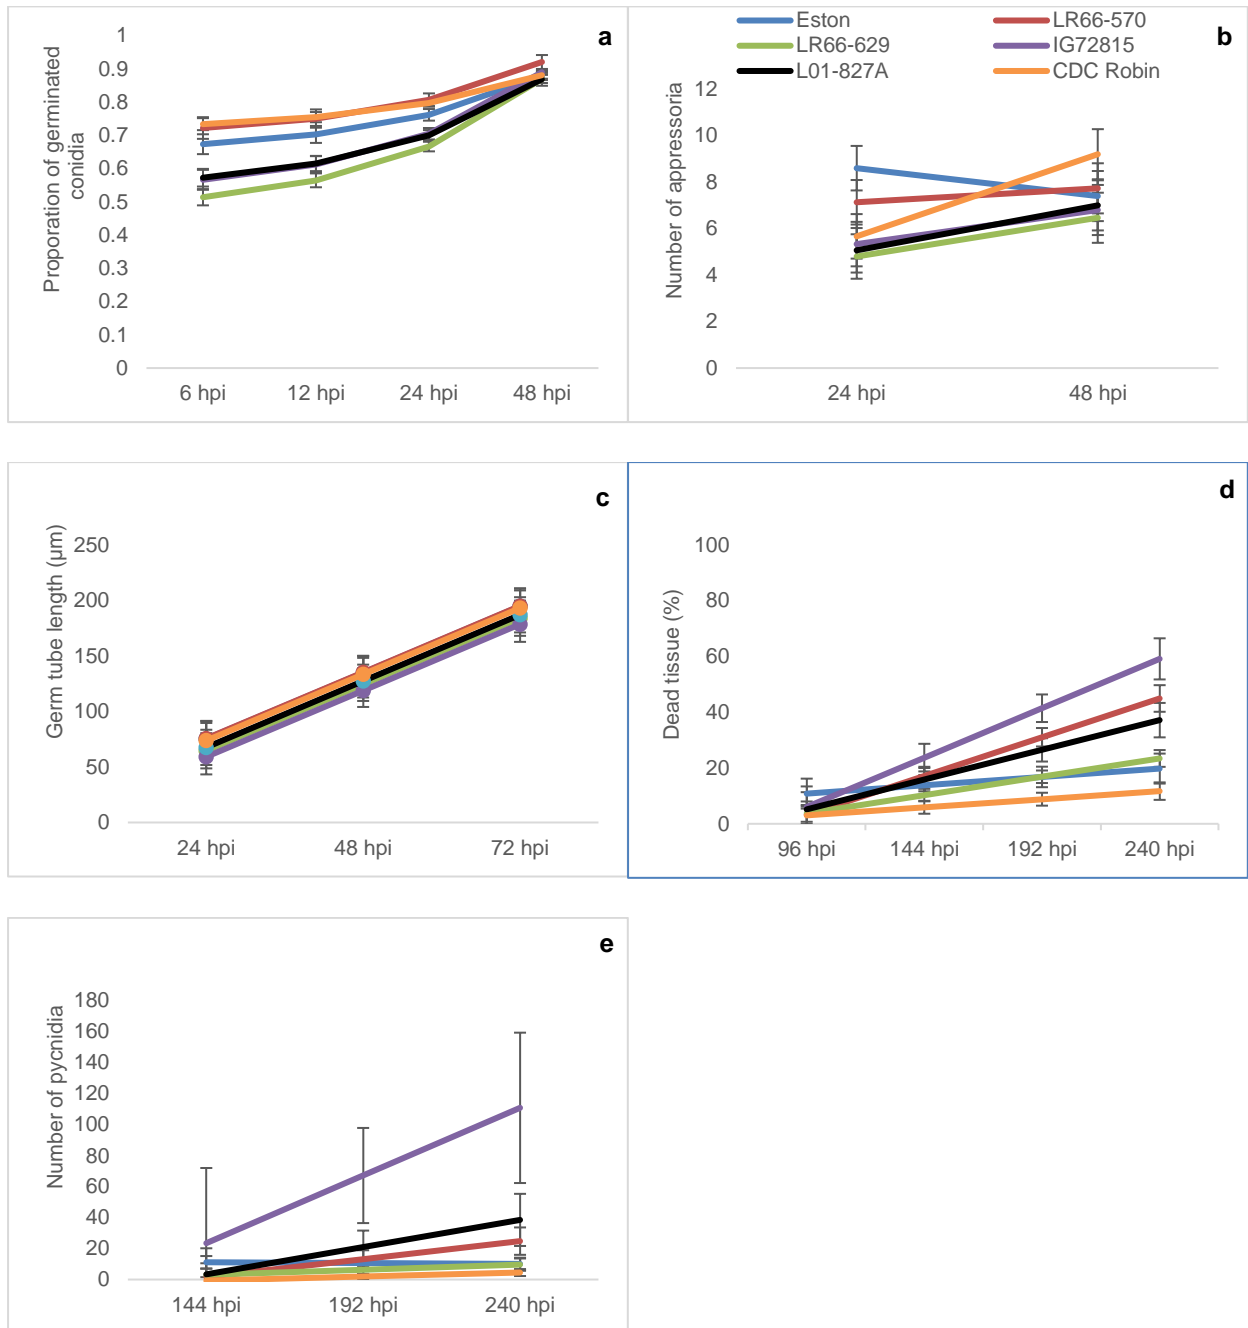 a
Proporation of germinated
conidia
1
0.9
0.8
0.7
0.6
0.5
0.4
0.3
0.2
0.1
0
6 hpi 12 hpi 24 hpi 48 hpi
Eston LR66-570
LR66-629 IG72815
L01-827A CDC Robin
b
Number of appressoria
12
10
8
6
4
2
0
24 hpi 48 hpi
c
Germ tube length (µm)
250
200
150
100
50
0
24 hpi 48 hpi 72 hpi
d
Dead tissue (%)
100
80
60
40
20
0
96 hpi 144 hpi 192 hpi 240 hpi
e
Number of pycnidia
180
160
140
120
100
80
60
40
20
0
144 hpi 192 hpi 240 hpi